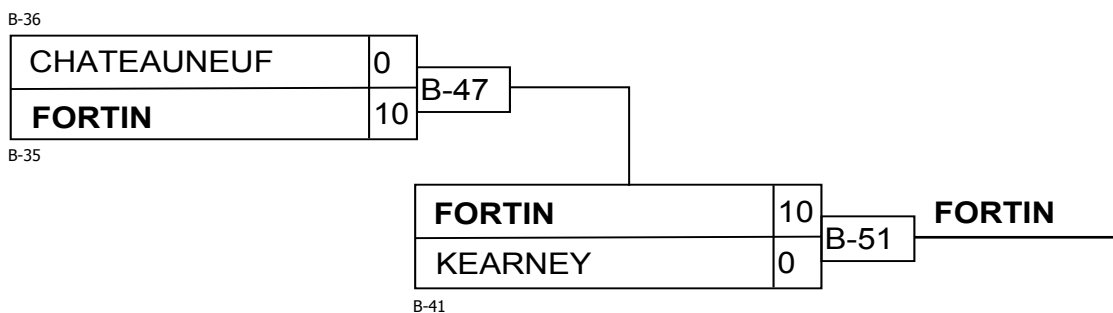 B-36
CHATEAUNEUF 0
B-47
FORTIN 10
B-35
FORTIN 10
FORTIN
B-51
KEARNEY 0
B-41